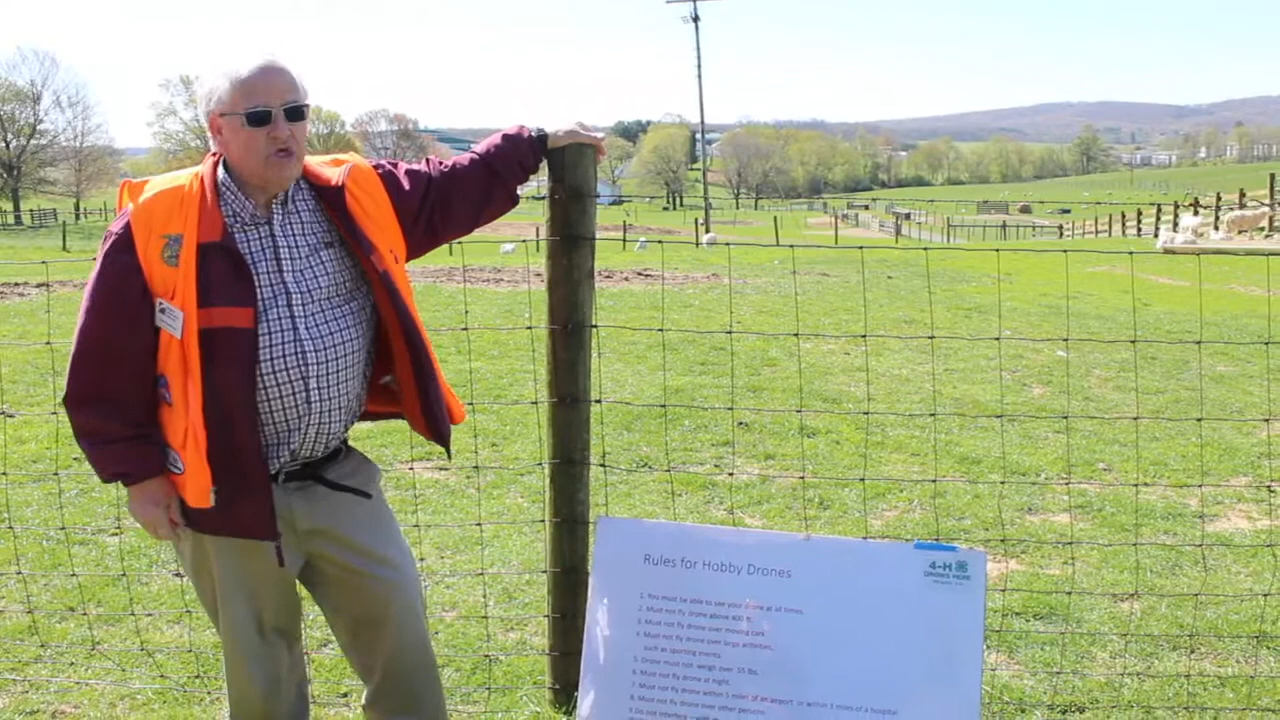 Rules for Hobby Drones
4-H
GROWS HERE
1. You must be able to see your drone at all times.
2. Must not fly drone above 400 ft.
3. Must not fly drone over moving cars
4. Must not fly drone over large activities,
such as sporting events.
5. Drone must not weigh over 55 lbs.
6. Must not fly drone at night.
7. Must not fly drone within 5 miles of an airport or within 3 miles of a hospital
8. Must not fly drone over other persons.
9 Do not interfere